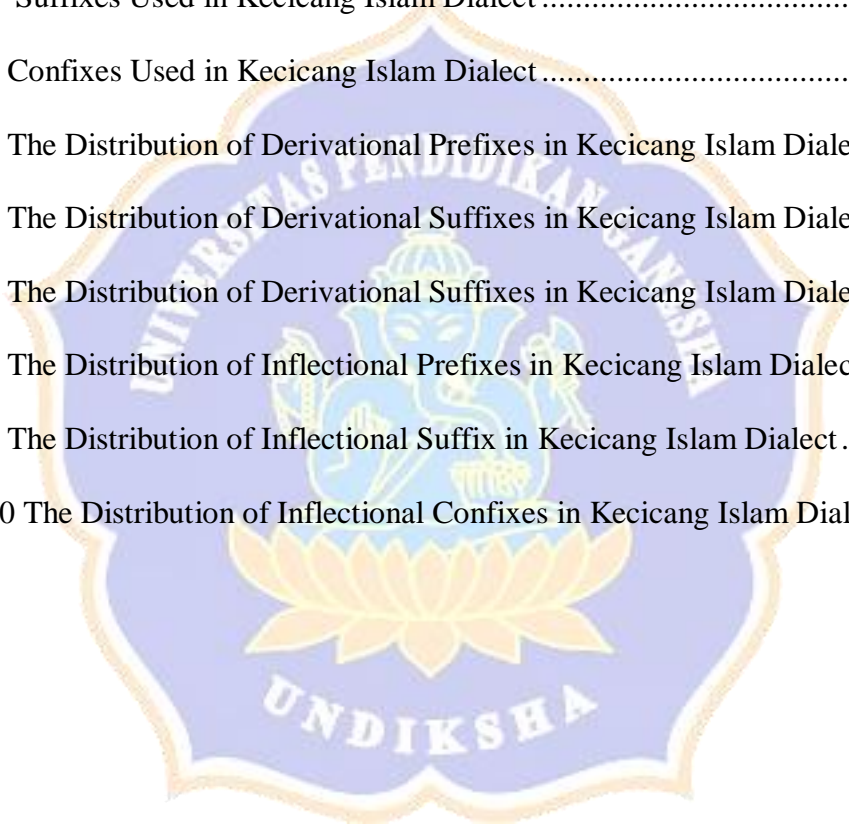 Suffixes Used in Kecicang Islam Dialect
Confixes Used in Kecicang Islam Dialect
The Distribution of Derivational Prefixes in Kecicang Islam Diale
The Distribution of Derivational Suffixes in Kecicang Islam Diale
The Distribution of Derivational Suffixes in Kecicang Islam Diale
The Distribution of Inflectional Prefixes in Kecicang Islam Dialec
The Distribution of Inflectional Suffix in Kecicang Islam Dialect
0 The Distribution of Inflectional Confixes in Kecicang Islam Dial
UNIVERSITAS PENDIDIKAN GANESHA
UNDIKSHA